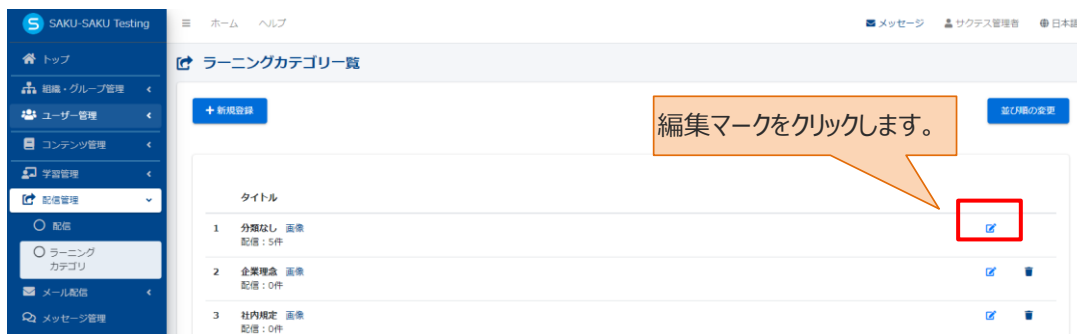 SAKU-SAKU Testing
ホーム ヘルプ
メッセージ サクテス管理者 日本語
トップ
ラーニングカテゴリ一覧
組織・グループ管理
ユーザー管理
+ 新規登録
並び順の変更
編集マークをクリックします。
コンテンツ管理
学習管理
配信管理
タイトル
配信
1 分類なし 画像
配信：5件
ラーニング
カテゴリ
2 企業理念 画像
配信：0件
メール配信
メッセージ管理
3 社内規定 画像
配信：0件